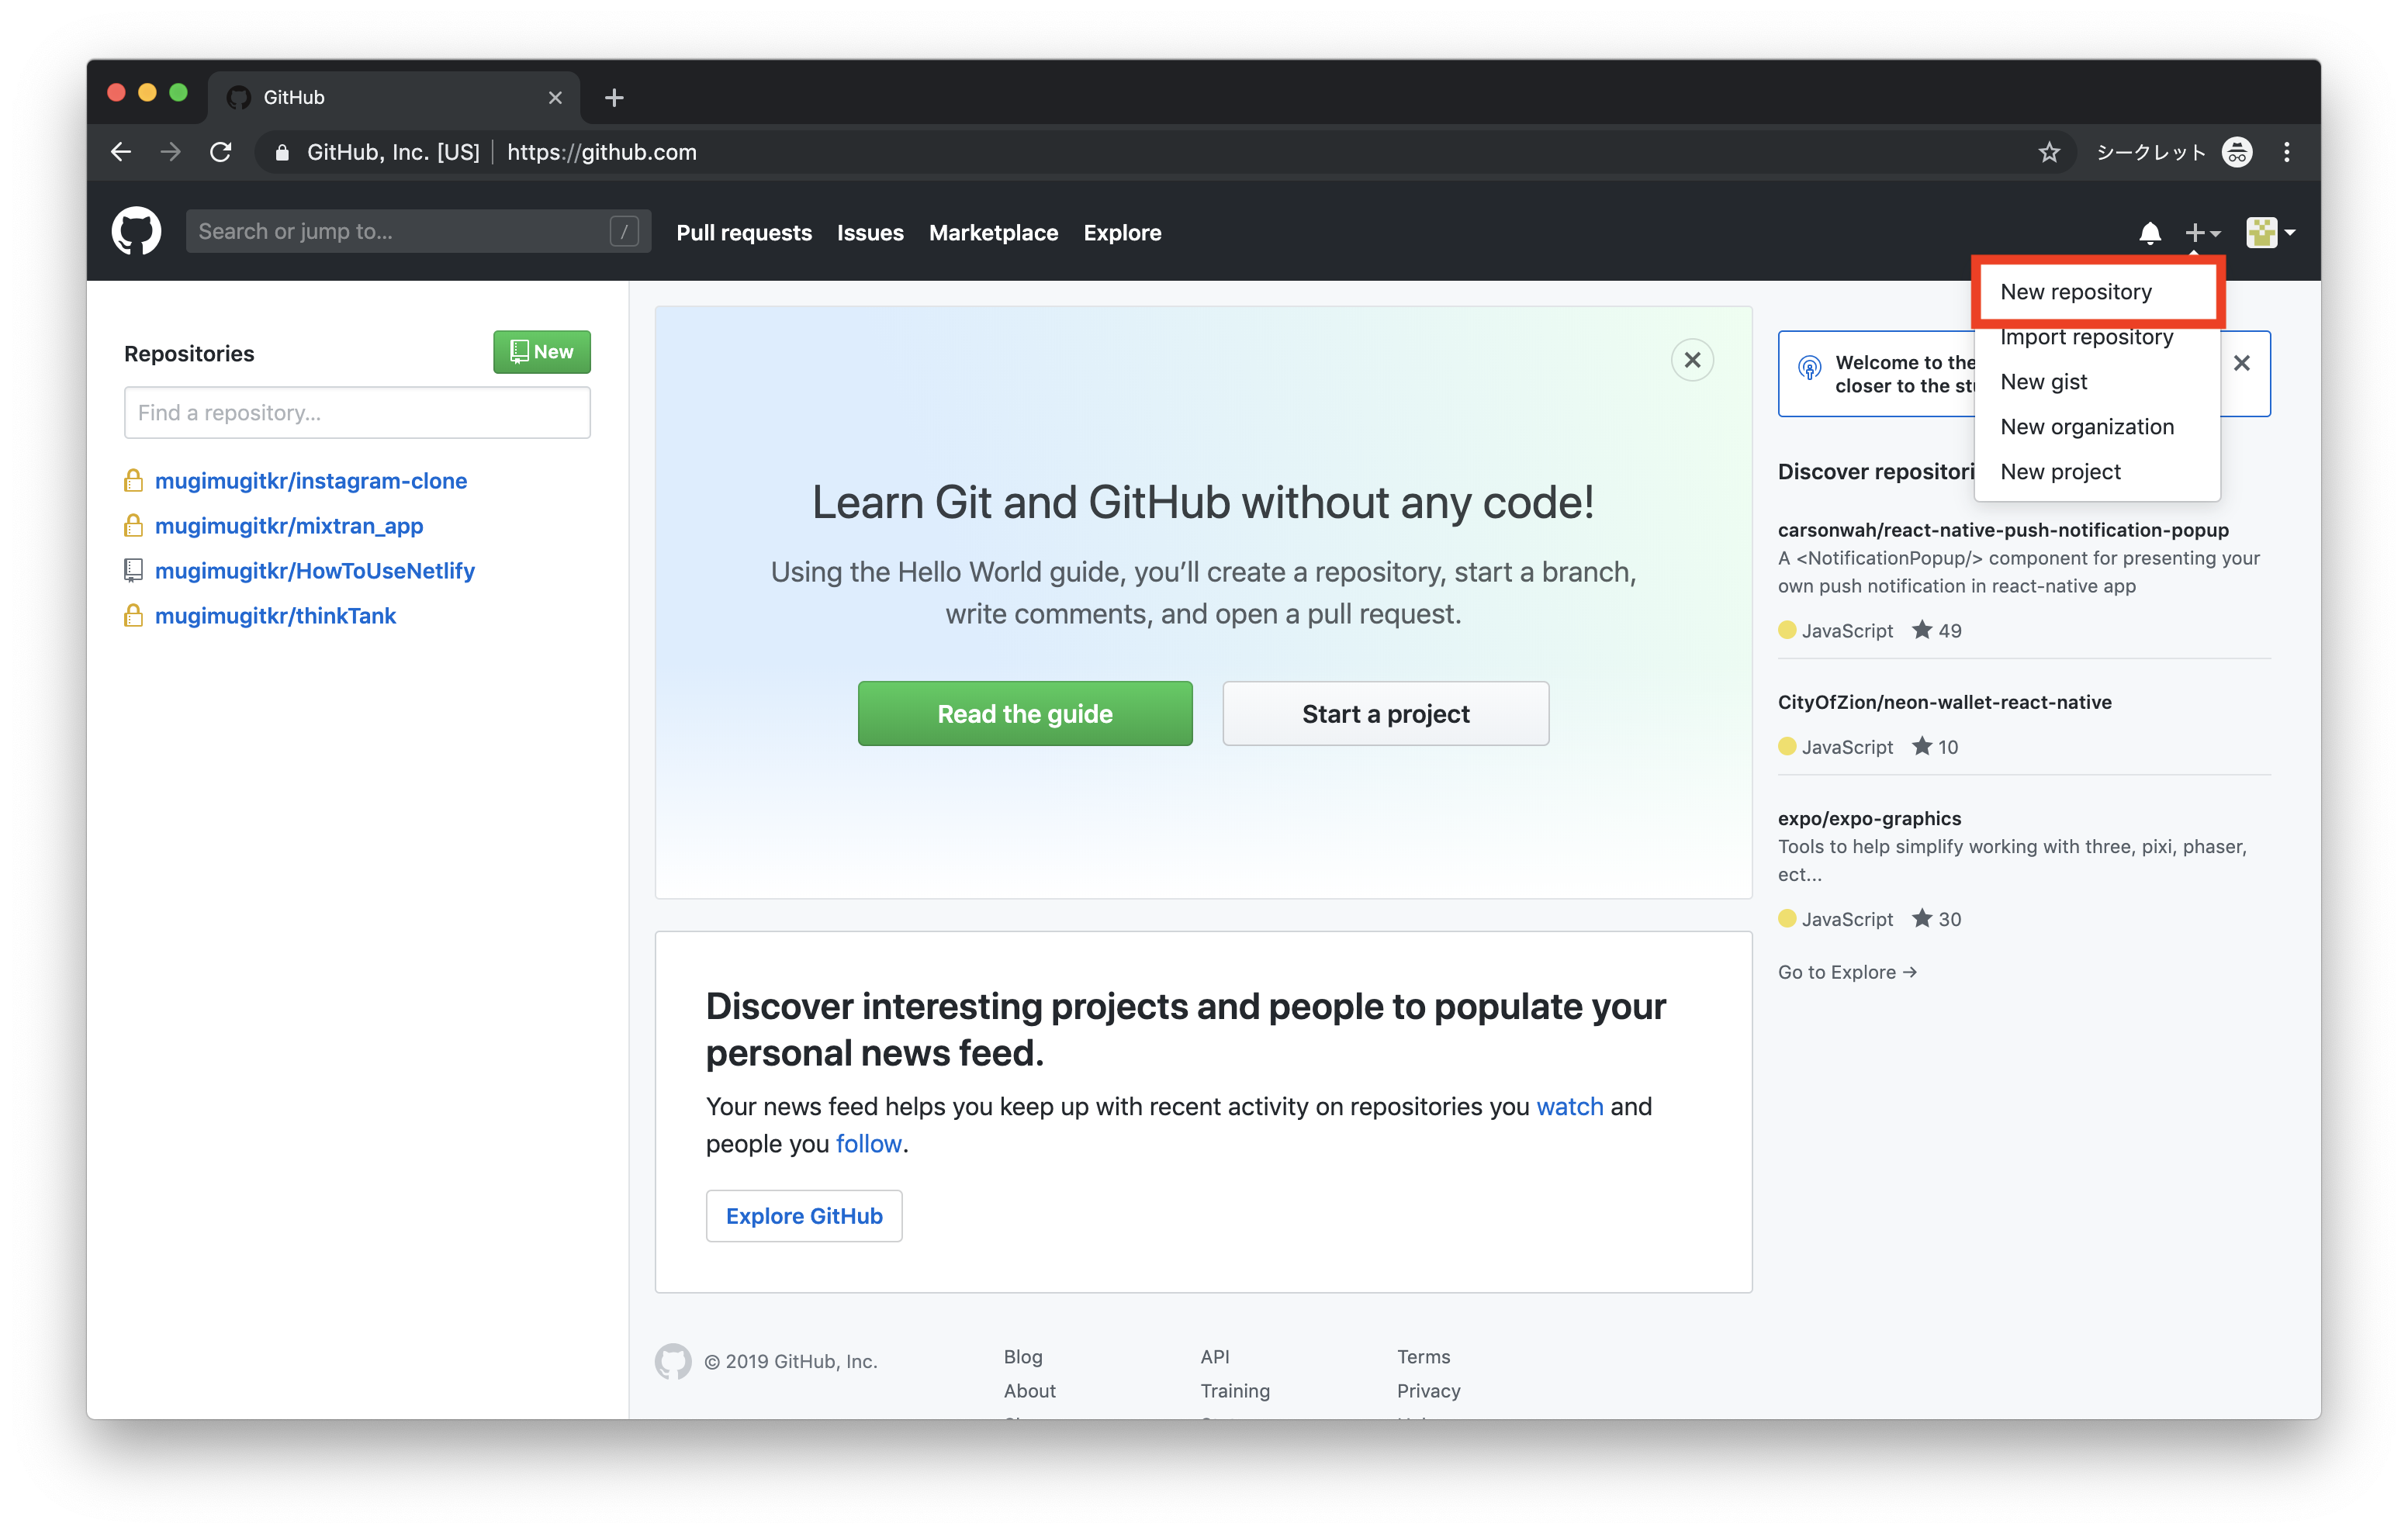 GitHub
GitHub, Inc. [US] | https://github.com
シークレット
Search or jump to...
/
Pull requests
Issues
Marketplace
Explore
New repository
Import repository
New gist
New organization
New project
Repositories
New
Find a repository...
mugimugitkr/instagram-clone
mugimugitkr/mixtran_app
mugimugitkr/HowToUseNetlify
mugimugitkr/thinkTank
Learn Git and GitHub without any code!
Using the Hello World guide, you’ll create a repository, start a branch,
write comments, and open a pull request.
Read the guide
Start a project
Discover interesting projects and people to populate your
personal news feed.
Your news feed helps you keep up with recent activity on repositories you watch and
people you follow.
Explore GitHub
Welcome to the
closer to the
Discover
carsonwah/react-native-push-notification-popup
A <NotificationPopup/> component for presenting your
own push notification in react-native app
JavaScript
49
CityOfZion/neon-wallet-react-native
JavaScript
10
expo/expo-graphics
Tools to help simplify working with three, pixi, phaser,
ect...
JavaScript
30
Go to Explore →
© 2019 GitHub, Inc.
Blog
About
API
Training
Terms
Privacy